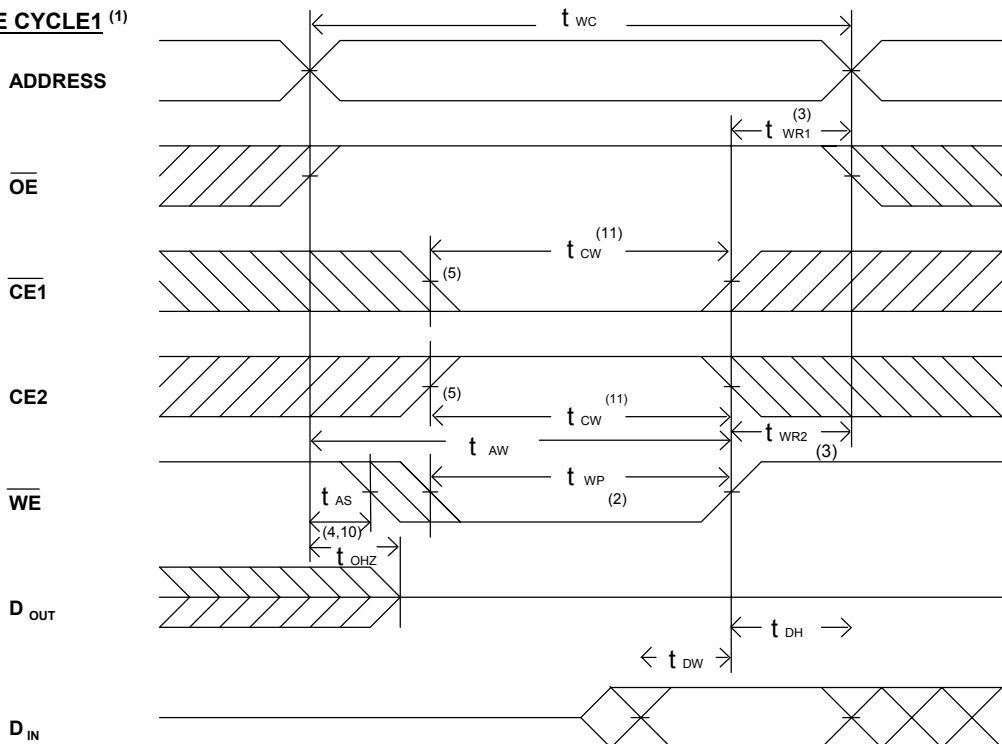 E CYCLE1 (1)
t WC
ADDRESS
(3)
t WR1
OE
(11)
t CW
CE1
(5)
CE2
(5)
(11)
t CW
t AW
t WR2
(3)
t WP
(2)
WE
t AS
(4,10)
t OHZ
D OUT
t DH
t DW
D IN